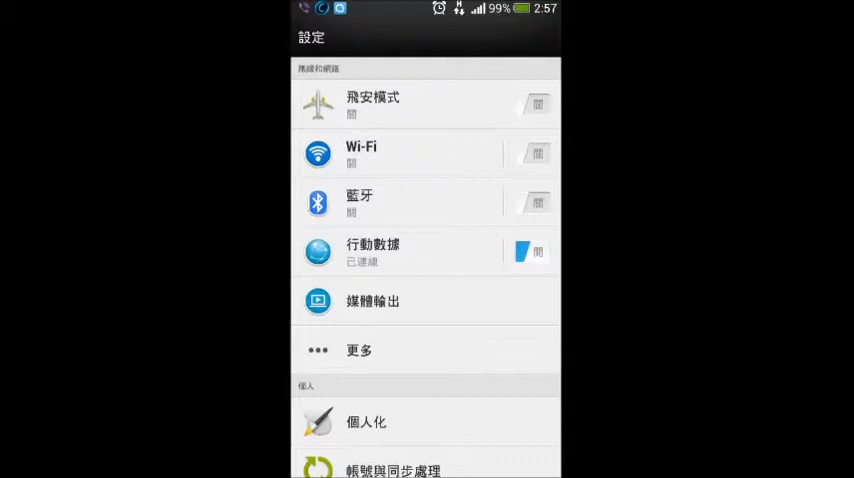 H 99% 2:57
設定
無線和網路
飛安模式
關
關
Wi-Fi
關
關
藍牙
關
關
行動數據
已連線
開
媒體輸出
更多
個人
個人化
帳號與同步處理